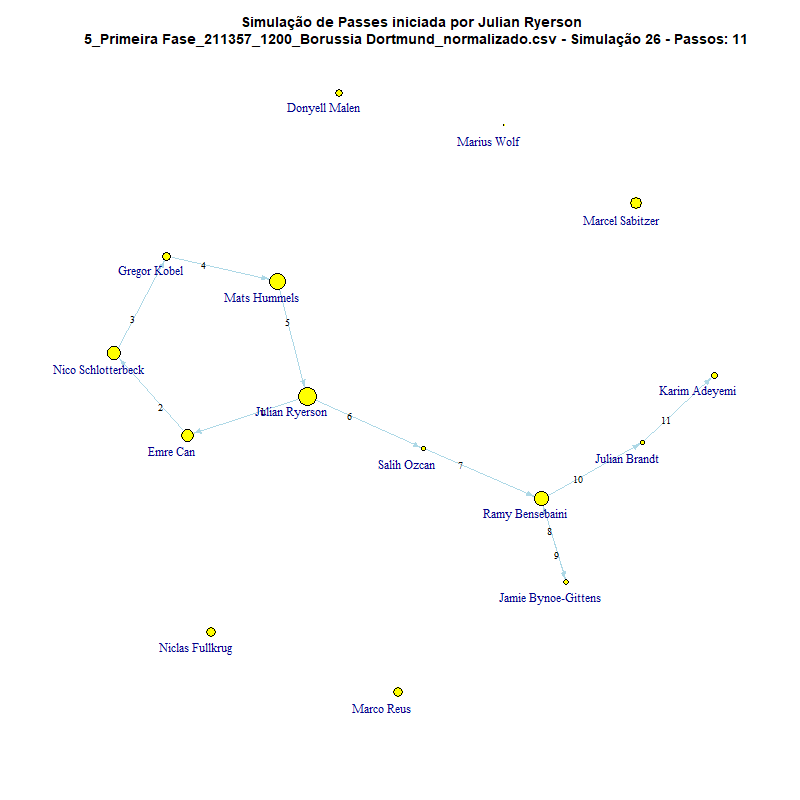 Simulação de Passes iniciada por Julian Ryerson
5_Primeira Fase_211357_1200_Borussia Dortmund_normalizado.csv - Simulação 26 - Passos: 11
Donyell Malen
Marius Wolf
Marcel Sabitzer
Gregor Kobel
4
Mats Hummels
3
5
Nico Schlotterbeck
Karim Adeyemi
2
1
Julian Ryerson
6
11
Emre Can
Salih Ozcan
7
Julian Brandt
10
Ramy Bensebaini
8
9
Jamie Bynoe-Gittens
Niclas Fullkrug
Marco Reus